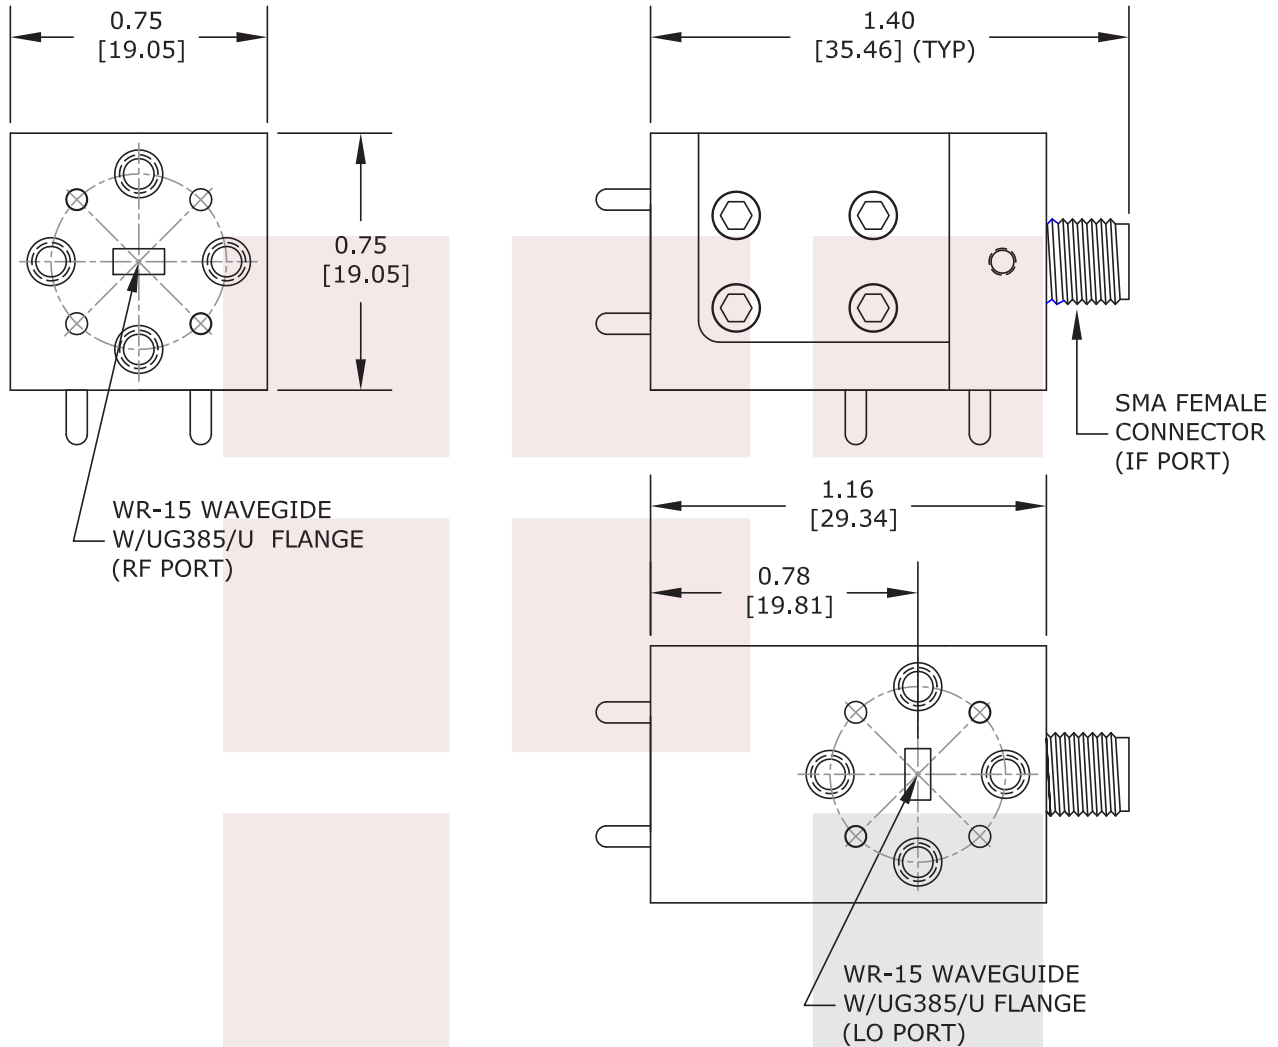 0.75
[19.05]
1.40
[35.46] (TYP)
0.75
[19.05]
SMA FEMALE
CONNECTOR
(IF PORT)
WR-15 WAVEGIDE
W/UG385/U FLANGE
(RF PORT)
1.16
[29.34]
0.78
[19.81]
WR-15 WAVEGUIDE
W/UG385/U FLANGE
(LO PORT)